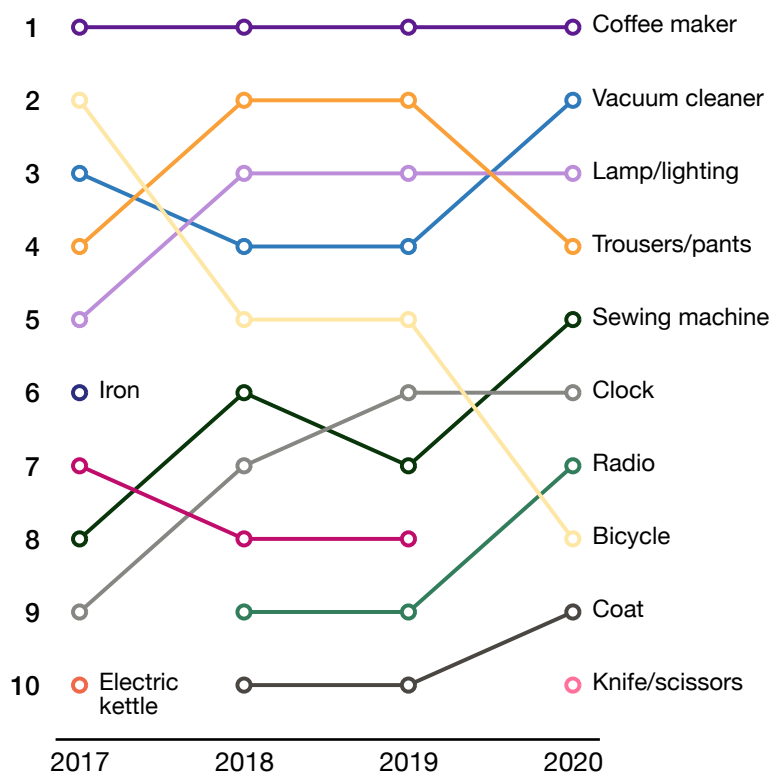 1 Coffee maker
2 Vacuum cleaner
3 Lamp/lighting
4 Trousers/pants
5 Sewing machine
6 Iron Clock
7 Radio
8 Bicycle
9 Coat
10 Electric Knife/scissors
kettle
2017 2018 2019 2020